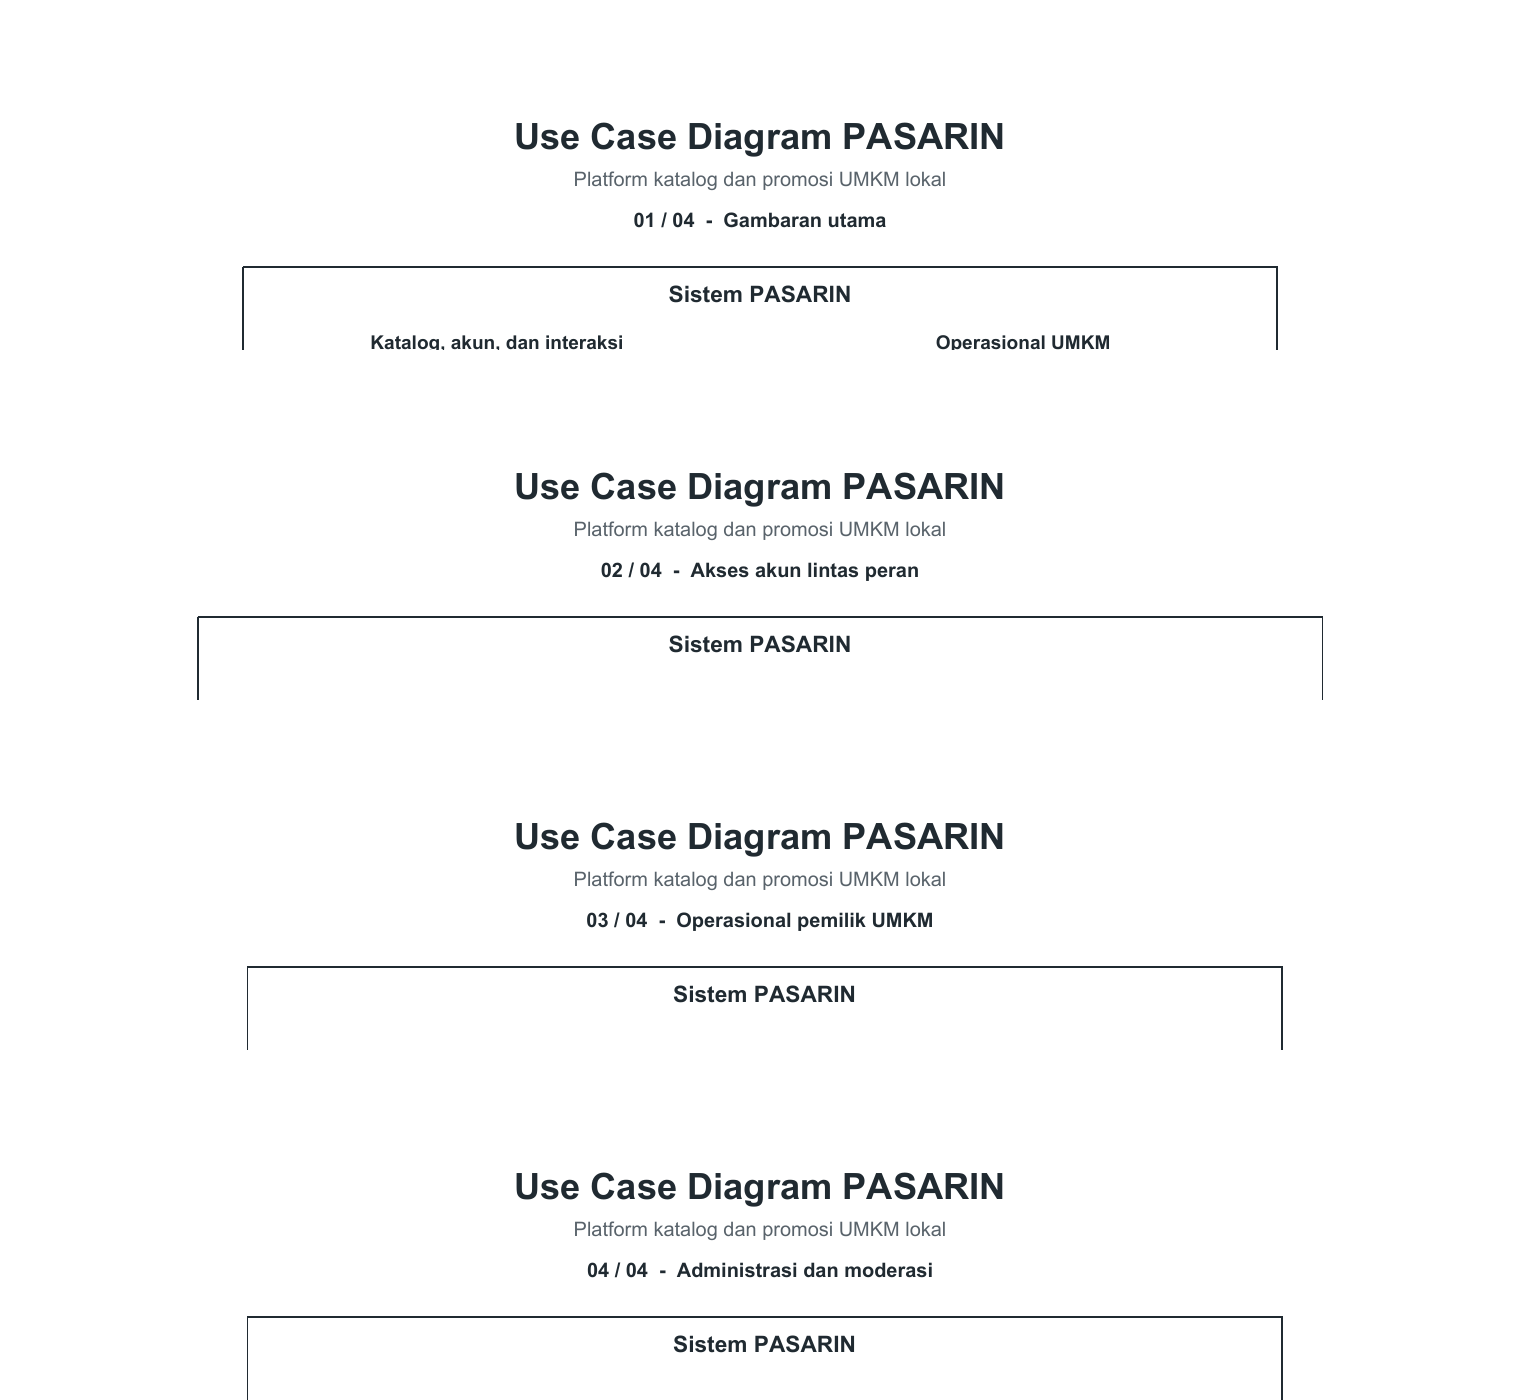 Use Case Diagram PASARIN
Platform katalog dan promosi UMKM lokal
01 / 04 - Gambaran utama
Sistem PASARIN
Katalog, akun, dan interaksi
Operasional UMKM
Use Case Diagram PASARIN
Platform katalog dan promosi UMKM lokal
02 / 04 - Akses akun lintas peran
Sistem PASARIN
Use Case Diagram PASARIN
Platform katalog dan promosi UMKM lokal
03 / 04 - Operasional pemilik UMKM
Sistem PASARIN
Use Case Diagram PASARIN
Platform katalog dan promosi UMKM lokal
04 / 04 - Administrasi dan moderasi
Sistem PASARIN